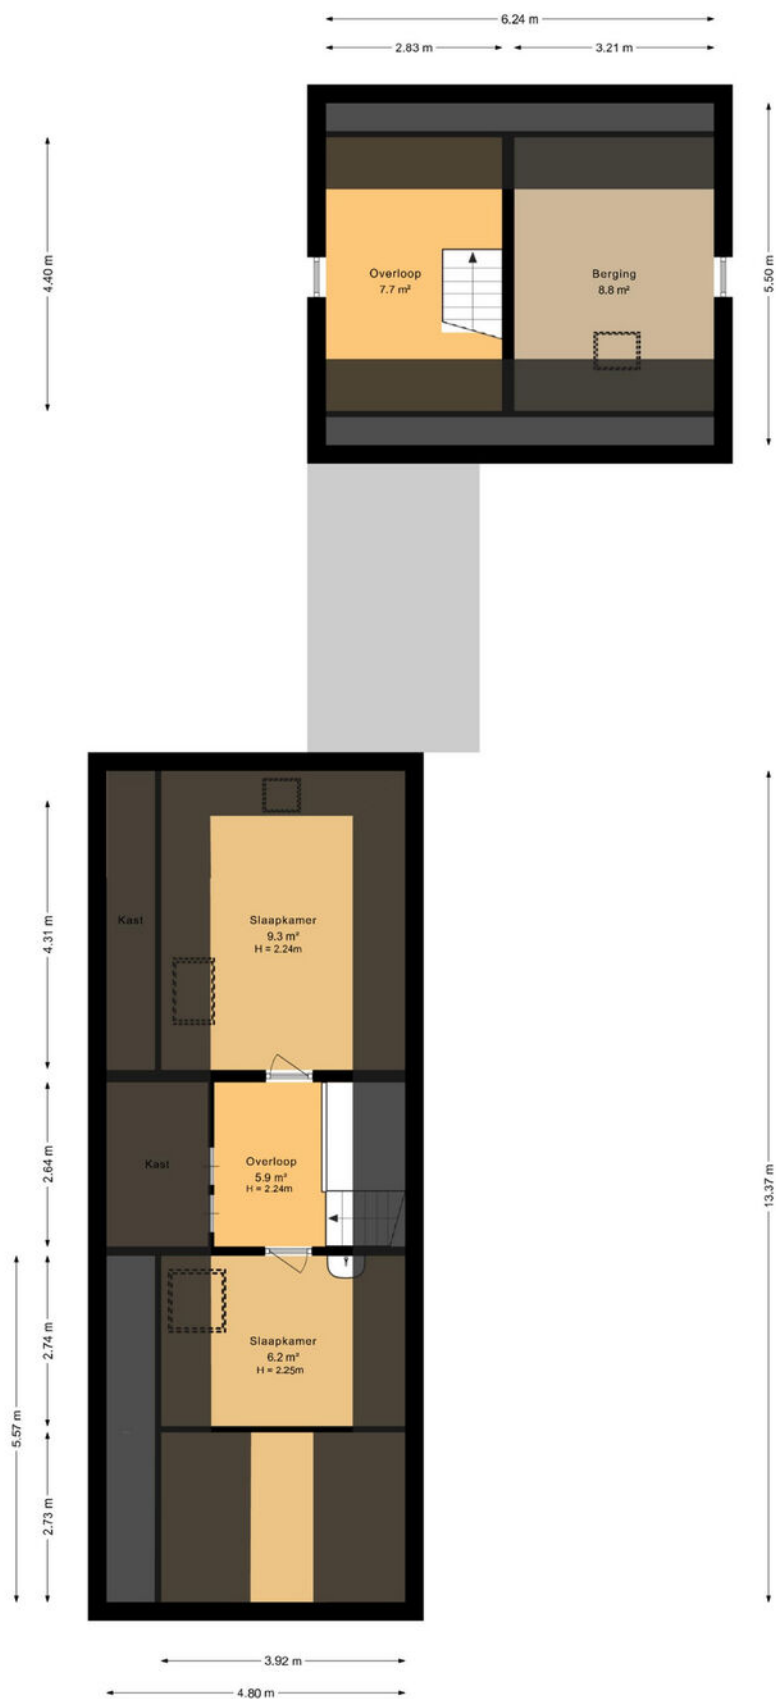 6.24 m
2.83 m
3.21 m
4.40 m
5.50 m
Overloop
7.7 m²
Berging
8.8 m²
4.31 m
Kast
Slaapkamer
9.3 m²
H = 2.24m
2.64 m
Kast
Overloop
5.9 m²
H = 2.24m
13.37 m
2.74 m
Slaapkamer
6.2 m²
H = 2.25m
5.57 m
2.73 m
3.92 m
4.80 m